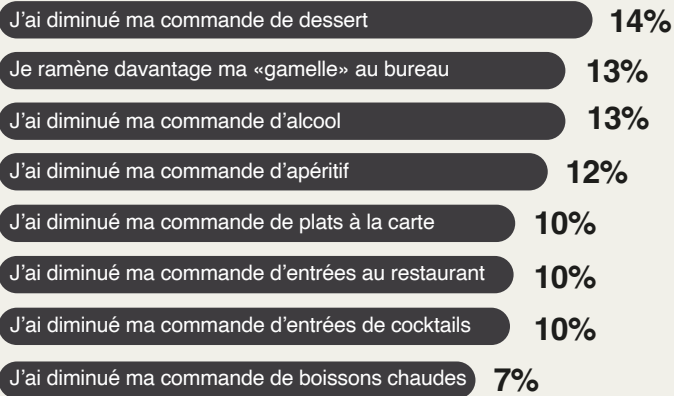 J'ai diminué ma commande de dessert 14%
Je ramène davantage ma «gamelle» au bureau 13%
J'ai diminué ma commande d'alcool 13%
J'ai diminué ma commande d'apéritif 12%
J'ai diminué ma commande de plats à la carte 10%
J'ai diminué ma commande d'entrées au restaurant 10%
J'ai diminué ma commande d'entrées de cocktails 10%
J'ai diminué ma commande de boissons chaudes 7%